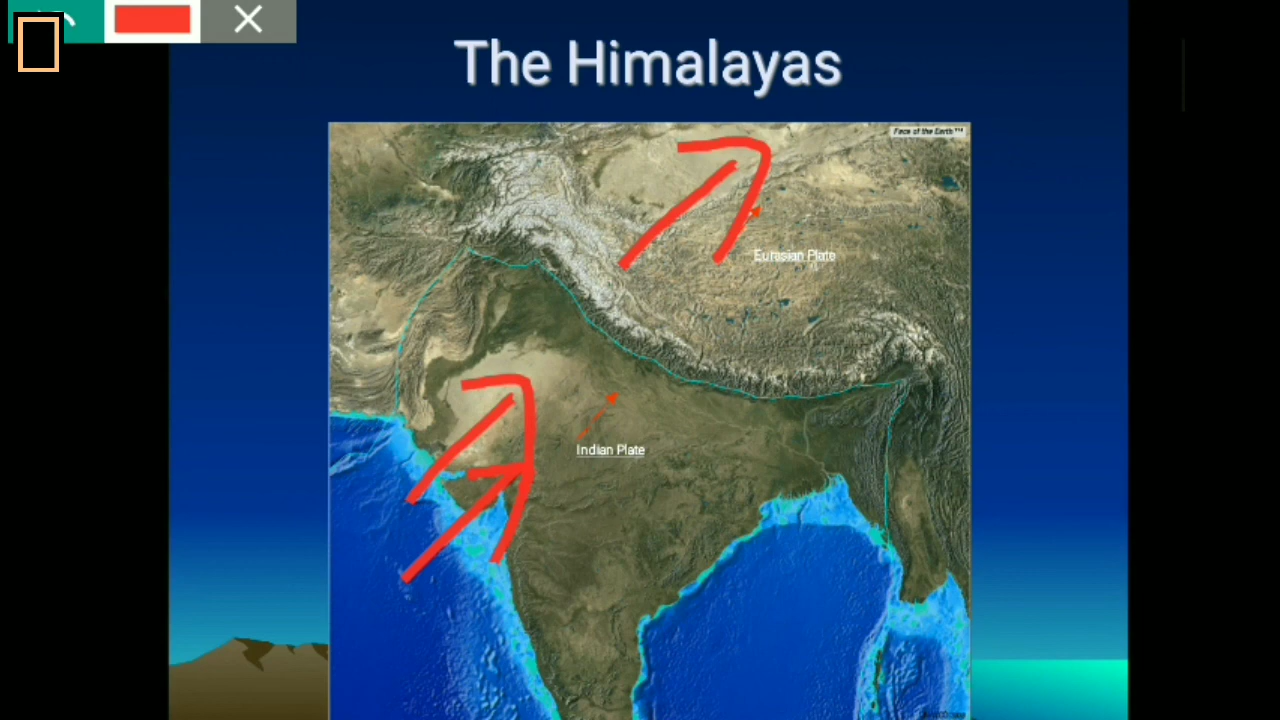 The Himalayas
Face of the Earth™
Eurasian Plate
Indian Plate